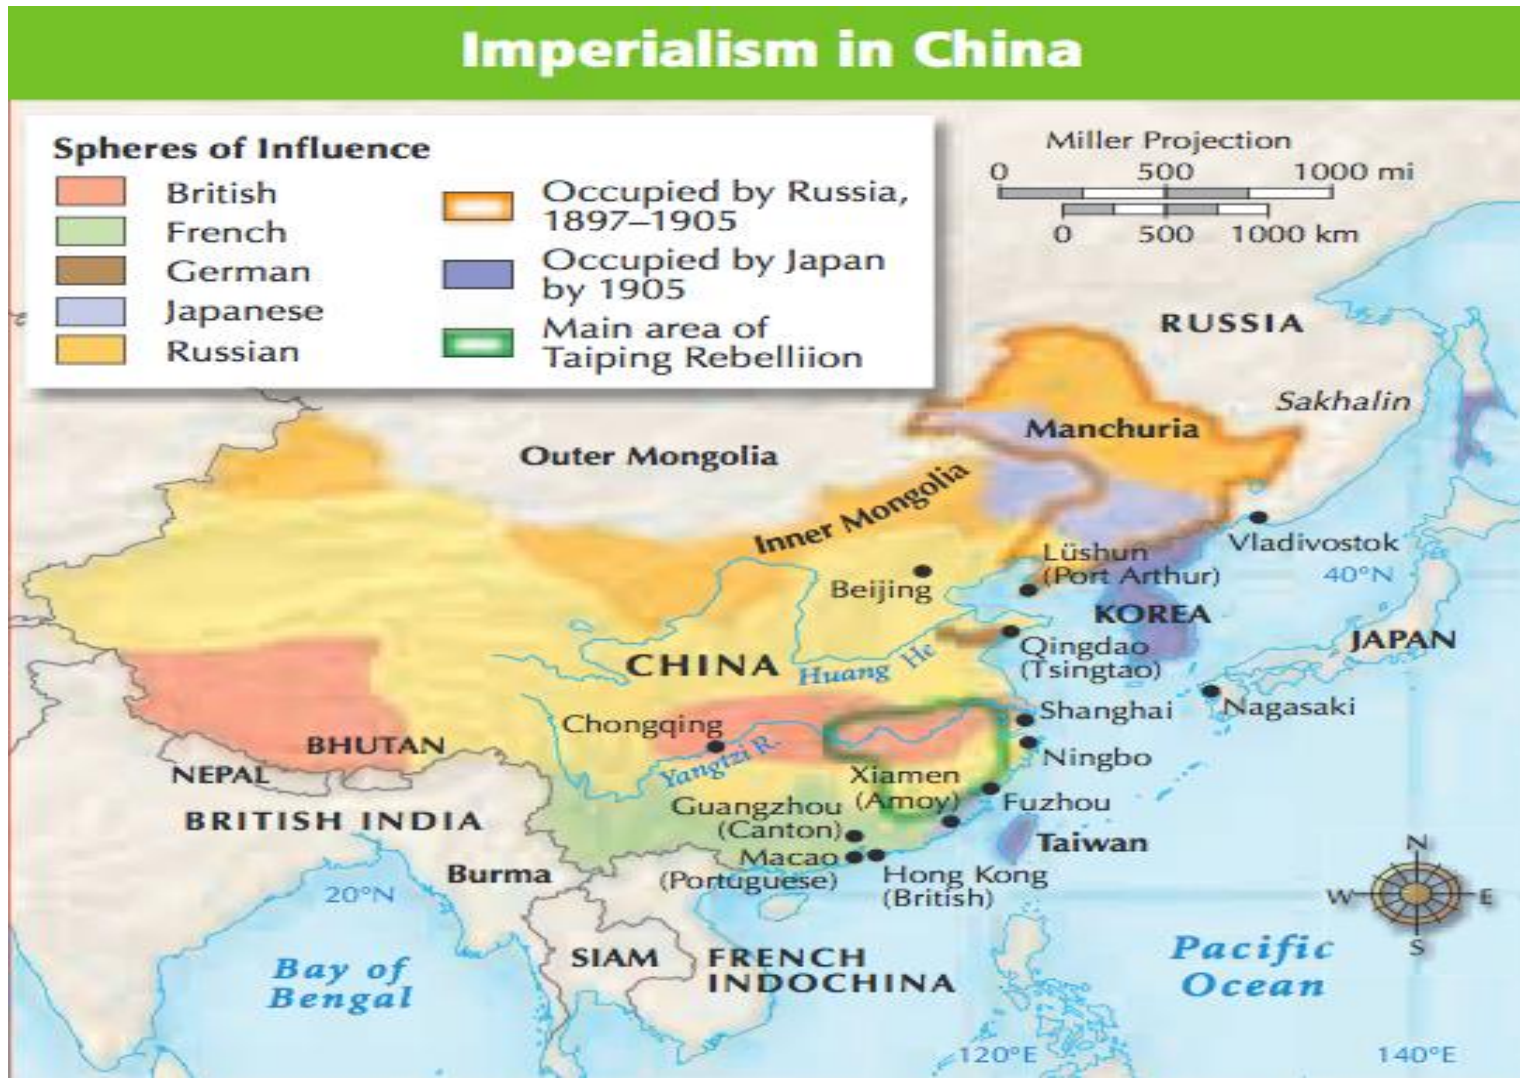 Imperialism in China
Spheres of Influence
British
French
German
Japanese
Russian
Occupied by Russia,
1897–1905
Occupied by Japan
by 1905
Main area of
Taiping Rebelliion
Miller Projection
0 500 1000 mi
0 500 1000 km
RUSSIA
Sakhalin
Manchuria
Outer Mongolia
Inner Mongolia
Vladivostok
Lüshun
(Port Arthur)
40°N
Beijing
KOREA
JAPAN
Qingdao
(Tsingtao)
CHINA
Huang He
Nagasaki
Shanghai
Chongqing
Yangtzi R.
Ningbo
BHUTAN
NEPAL
Xiamen
(Amoy)
Fuzhou
Guangzhou
(Canton)
BRITISH INDIA
Taiwan
Macao
(Portuguese)
Hong Kong
(British)
Burma
20°N
N
W
E
S
SIAM
FRENCH
INDOCHINA
Bay of
Bengal
Pacific
Ocean
120°E
140°E